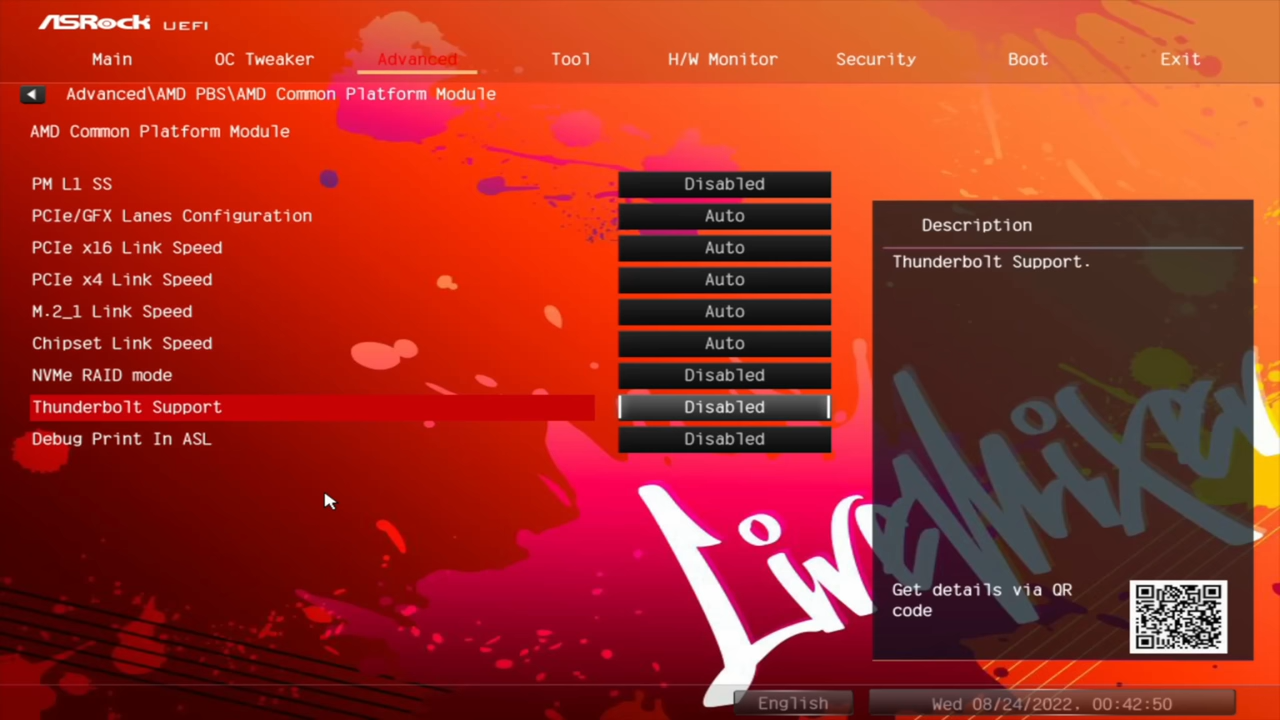 ASRock UEFI
Main OC Tweaker Advanced Tool H/W Monitor Security Boot Exit
Advanced\AMD PBS\AMD Common Platform Module
AMD Common Platform Module
PM L1 SS Disabled
PCIe/GFX Lanes Configuration Auto
PCIe x16 Link Speed Auto
PCIe x4 Link Speed Auto
M.2_1 Link Speed Auto
Chipset Link Speed Auto
NVMe RAID mode Disabled
Thunderbolt Support Disabled
Debug Print In ASL Disabled
Description
Thunderbolt Support.
LiveMixer
Get details via QR
code
English Wed 08/24/2022. 00:42:50